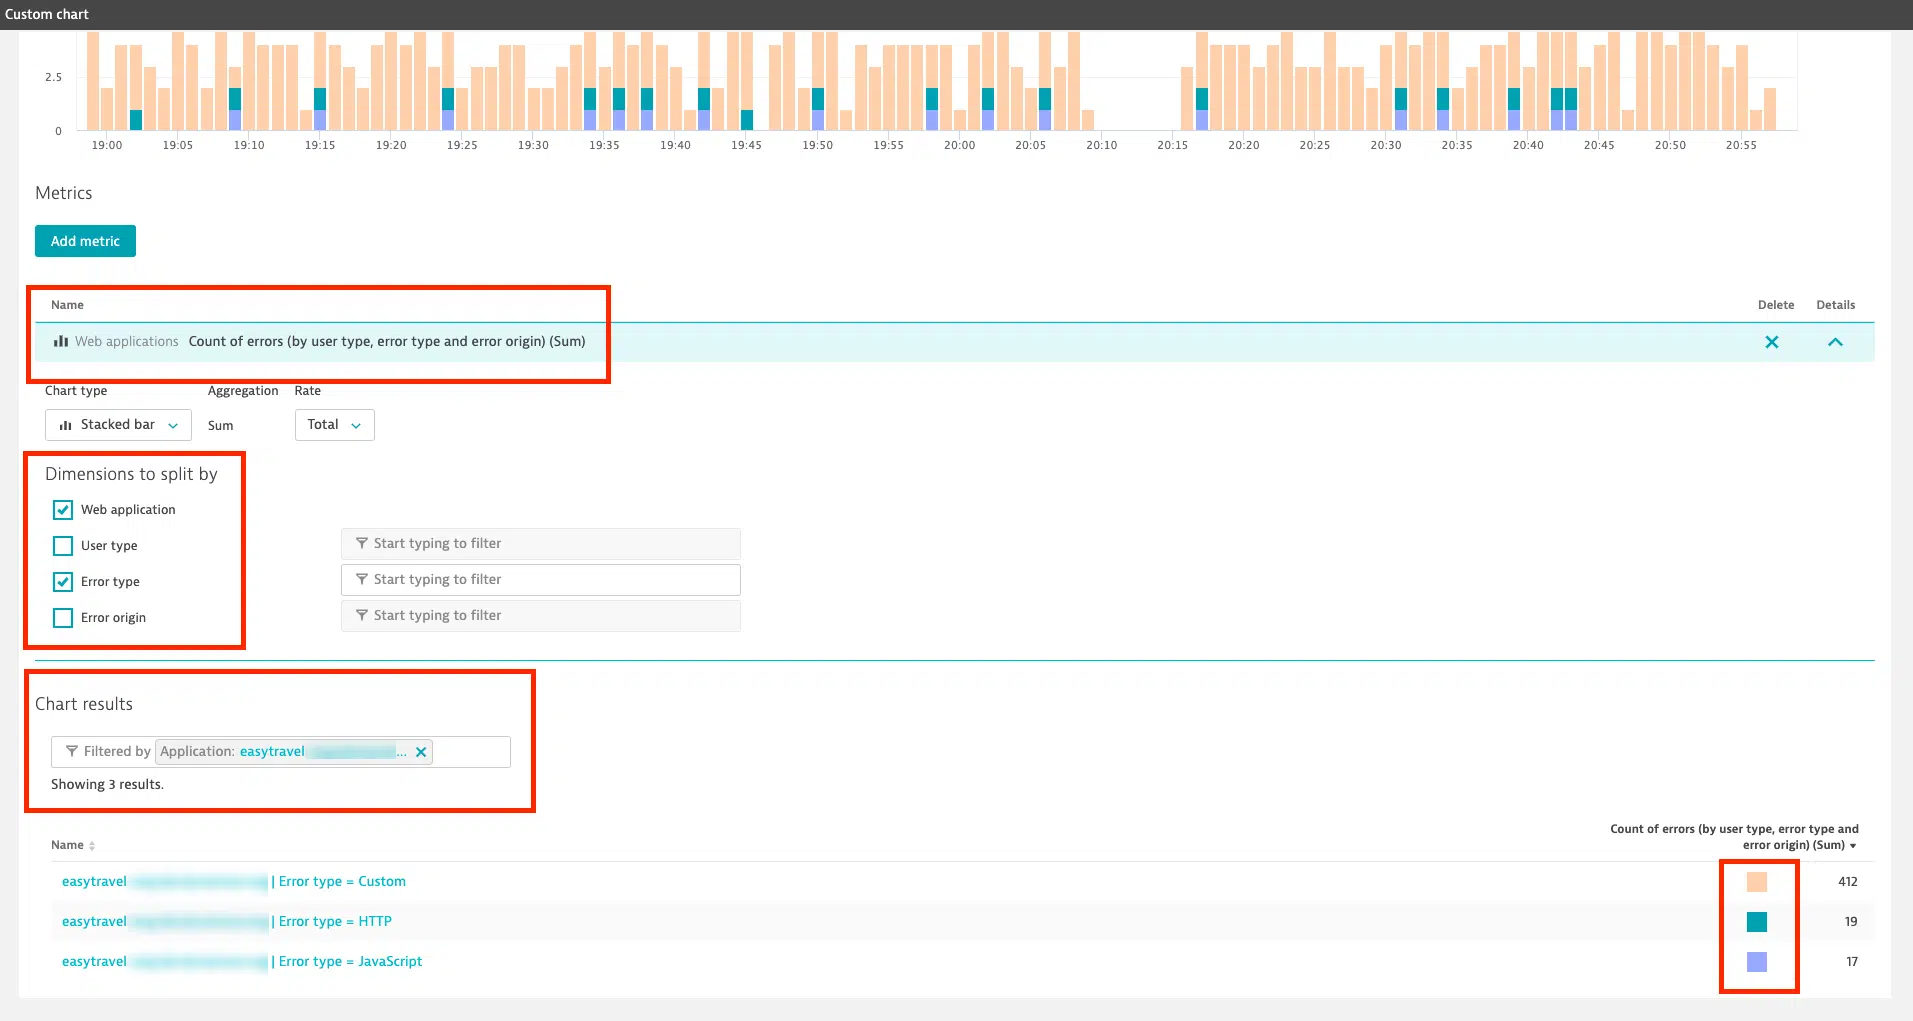 Custom chart
2.5
0
19:00 19:05 19:10 19:15 19:20 19:25 19:30 19:35 19:40 19:45 19:50 19:55 20:00 20:05 20:10 20:15 20:20 20:25 20:30 20:35 20:40 20:45 20:50 20:55
Metrics
Add metric
Name Delete Details
Web applications Count of errors (by user type, error type and error origin) (Sum)
Chart type Aggregation Rate
Stacked bar Sum Total
Dimensions to split by
Web application
User type Start typing to filter
Error type Start typing to filter
Error origin Start typing to filter
Chart results
Filtered by Application: easytravel ...
Showing 3 results.
Name Count of errors (by user type, error type and
error origin) (Sum)
easytravel | Error type = Custom 412
easytravel | Error type = HTTP 19
easytravel | Error type = JavaScript 17